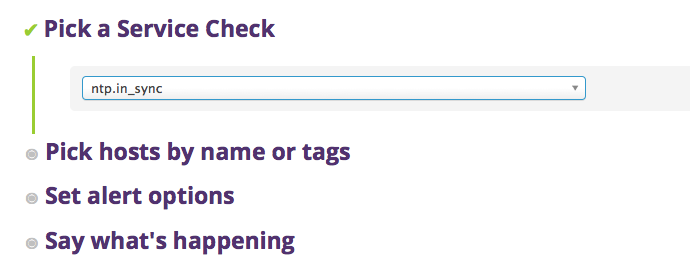 Pick a Service Check
ntp.in_sync
Pick hosts by name or tags
Set alert options
Say what's happening